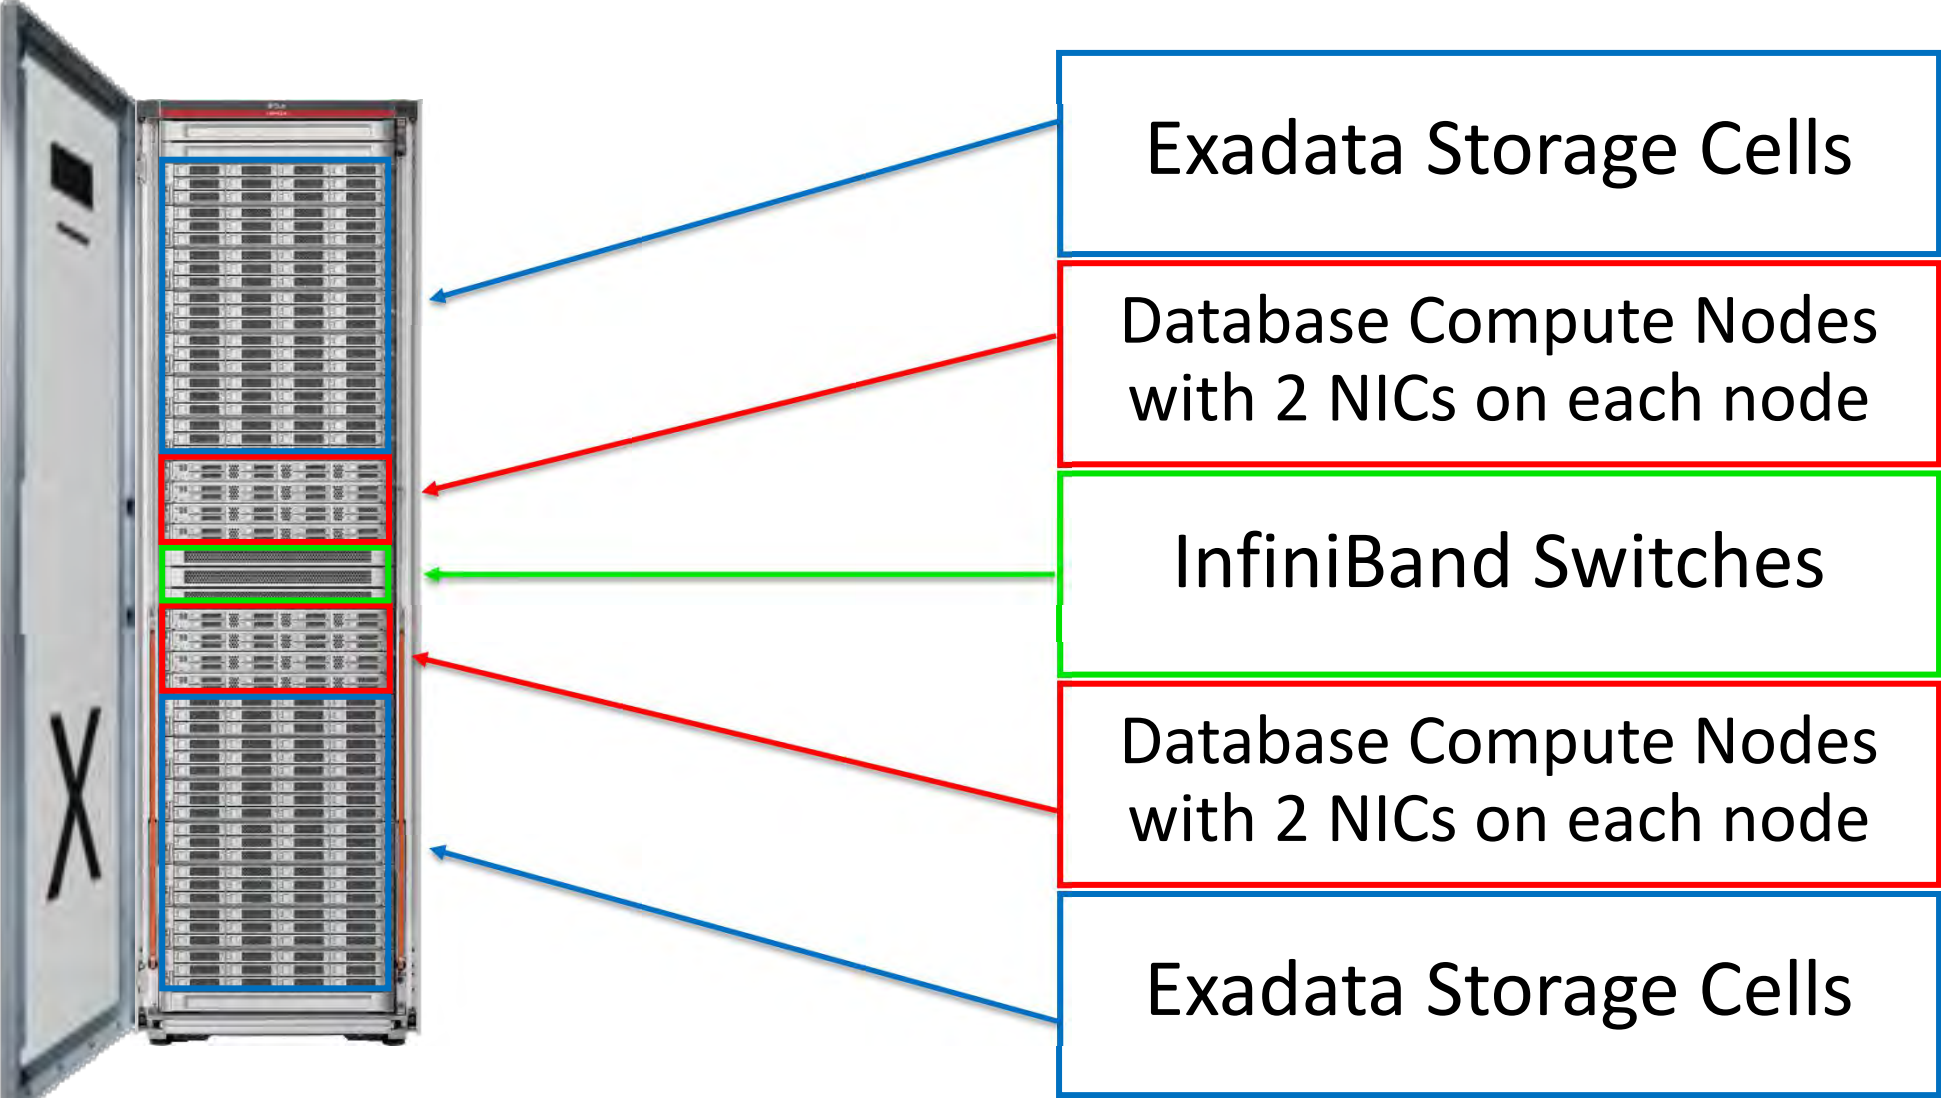 Exadata Storage Cells
Database Compute Nodes
with 2 NICs on each node
InfiniBand Switches
Database Compute Nodes
with 2 NICs on each node
Exadata Storage Cells
X